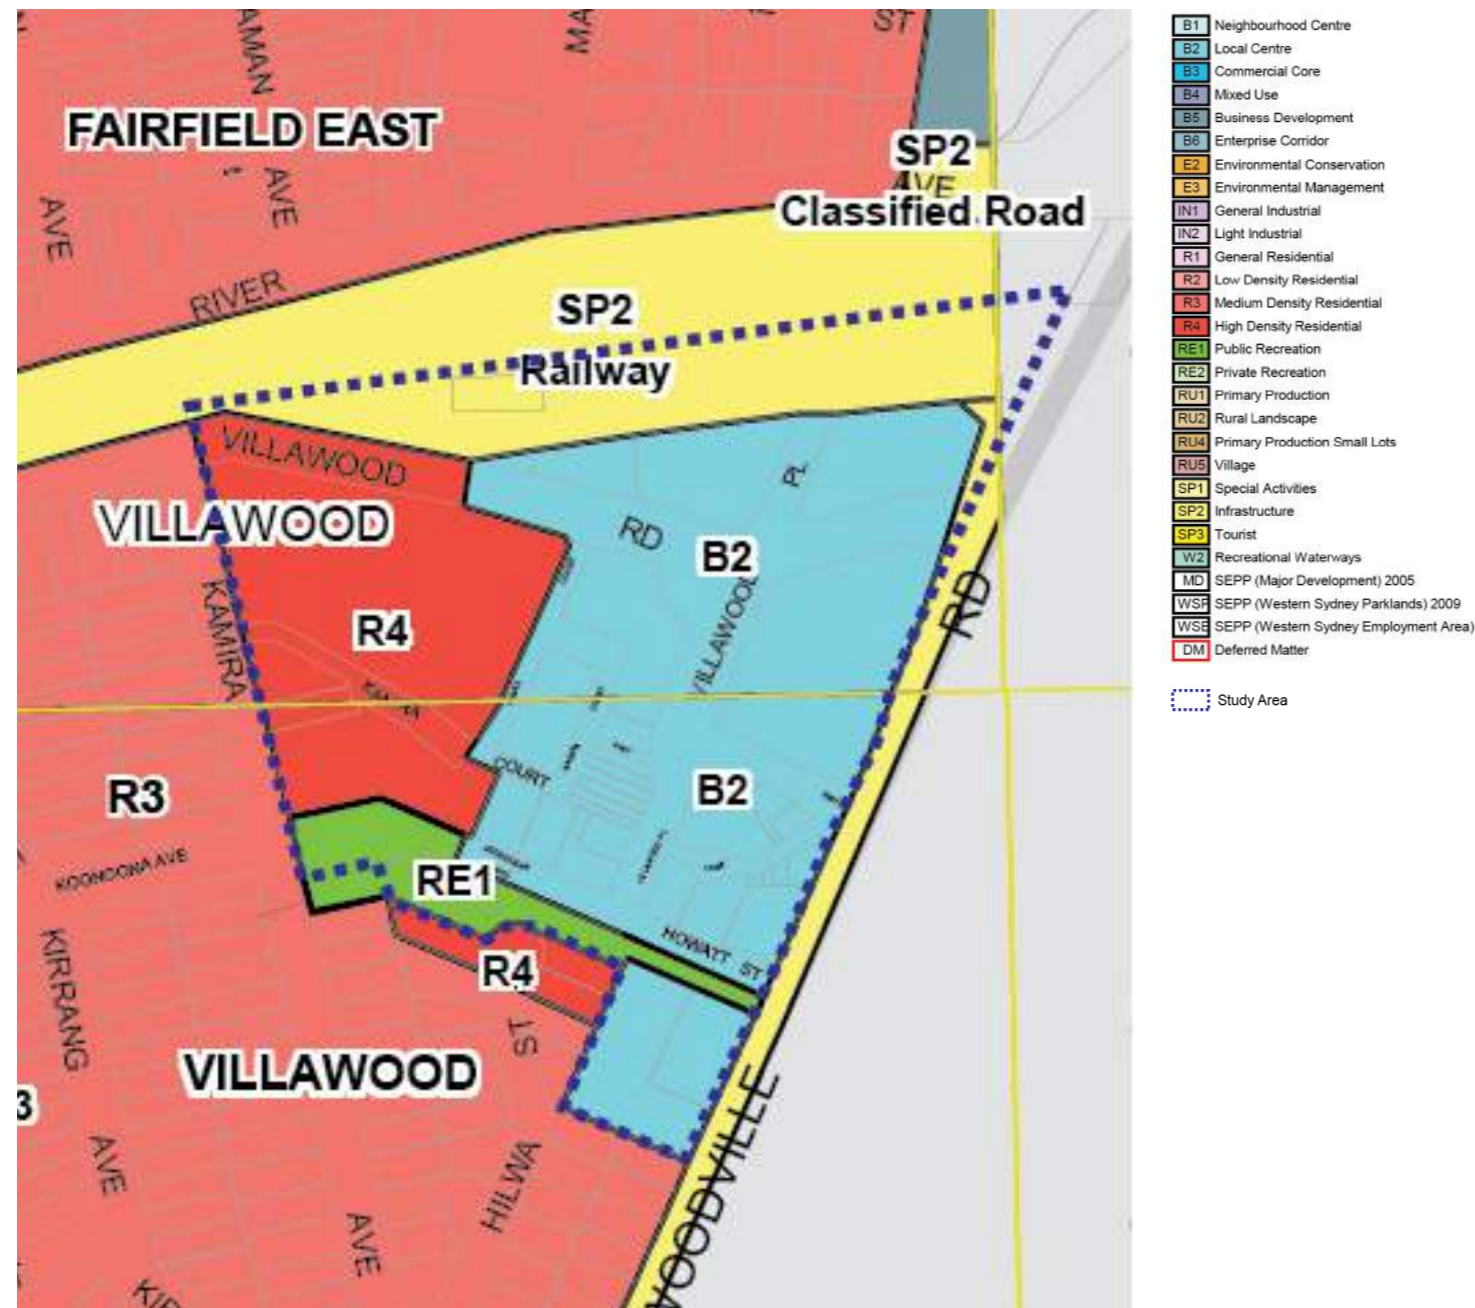 AMAN
MA
ST
FAIRFIELD EAST
AVE
AVE
SP2
AVE
Classified Road
RIVER
SP2
Railway
VILLAWOOD
VILLAWOOD
PL
RD
B2
R4
KAMIRA
VILLAWOOD
RD
COURT
R3
B2
KOONOONA AVE
RE1
HOWATT ST
R4
KIRRANG
ST
VILLAWOOD
3
AVE
HILWA
AVE
WOODVILLE
B1 Neighbourhood Centre
B2 Local Centre
B3 Commercial Core
B4 Mixed Use
B5 Business Development
B6 Enterprise Corridor
E2 Environmental Conservation
E3 Environmental Management
IN1 General Industrial
IN2 Light Industrial
R1 General Residential
R2 Low Density Residential
R3 Medium Density Residential
R4 High Density Residential
RE1 Public Recreation
RE2 Private Recreation
RU1 Primary Production
RU2 Rural Landscape
RU4 Primary Production Small Lots
RU5 Village
SP1 Special Activities
SP2 Infrastructure
SP3 Tourist
W2 Recreational Waterways
MD SEPP (Major Development) 2005
WSP SEPP (Western Sydney Parklands) 2009
WSE SEPP (Western Sydney Employment Area)
DM Deferred Matter
Study Area